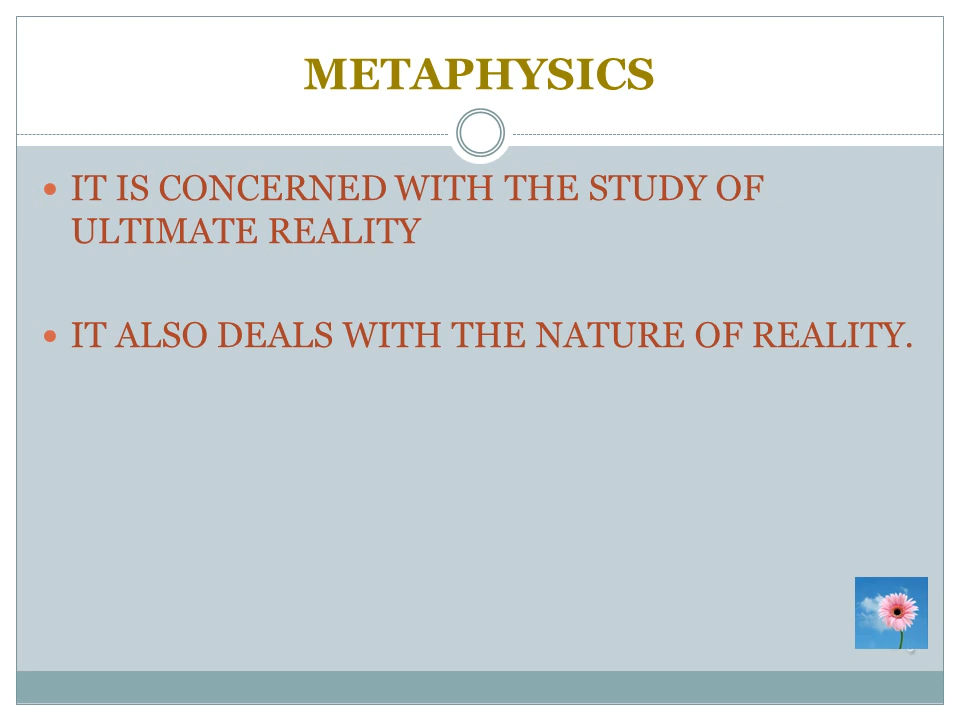 METAPHYSICS
• IT IS CONCERNED WITH THE STUDY OF
ULTIMATE REALITY
• IT ALSO DEALS WITH THE NATURE OF REALITY.